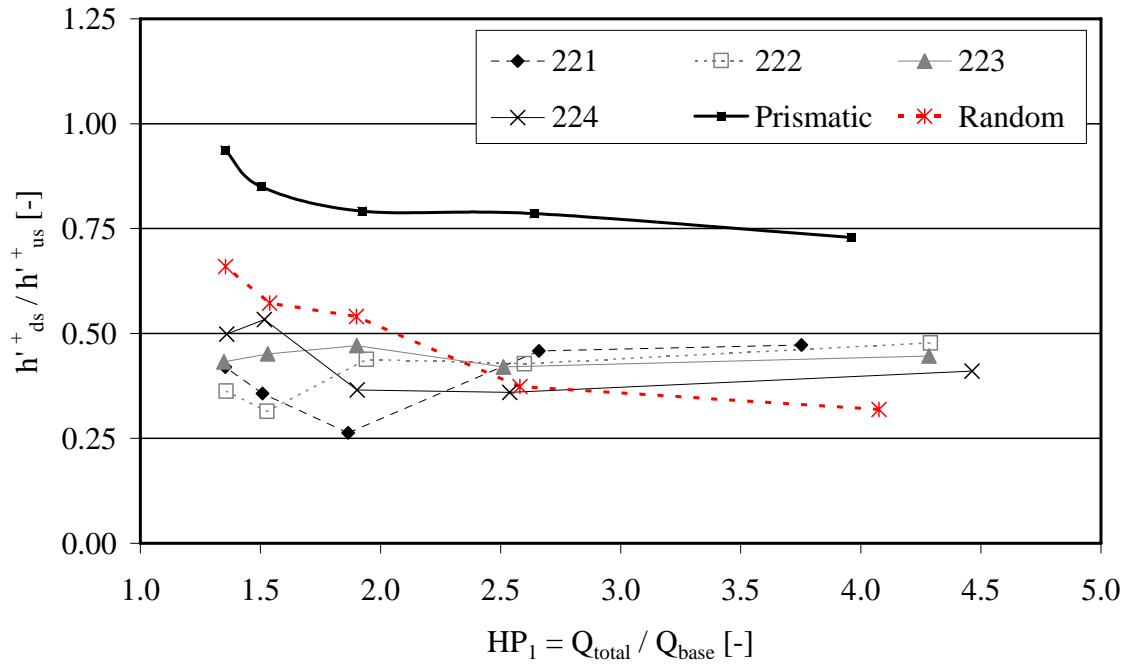 1.25
221 222 223
224 Prismatic Random
1.00
0.75
0.50
0.25
0.00
h'⁺ds / h'⁺us [-]
1.0 1.5 2.0 2.5 3.0 3.5 4.0 4.5 5.0
HP₁ = Qtotal / Qbase [-]